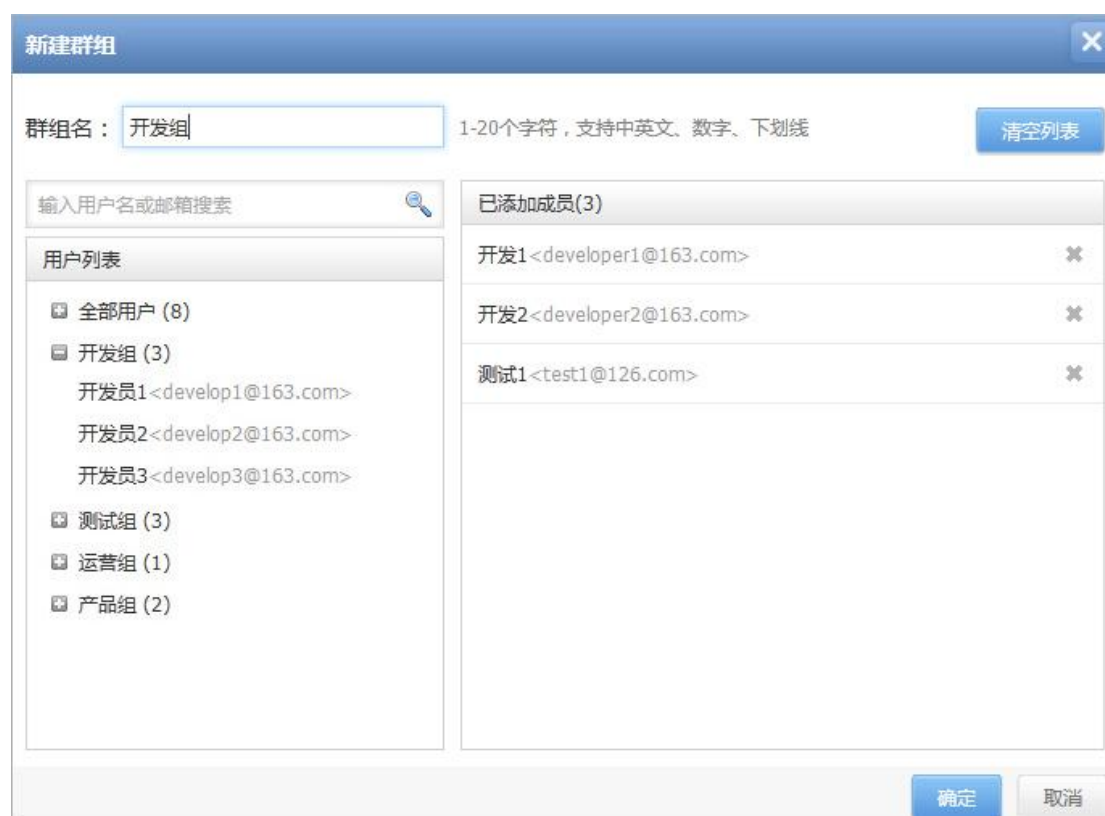 新建群组
群组名： 开发组 1-20个字符，支持中英文、数字、下划线 清空列表
输入用户名或邮箱搜索
用户列表
全部用户 (8)
开发组 (3)
开发员1<develop1@163.com>
开发员2<develop2@163.com>
开发员3<develop3@163.com>
测试组 (3)
运营组 (1)
产品组 (2)
已添加成员(3)
开发1<developer1@163.com>
开发2<developer2@163.com>
测试1<test1@126.com>
确定 取消